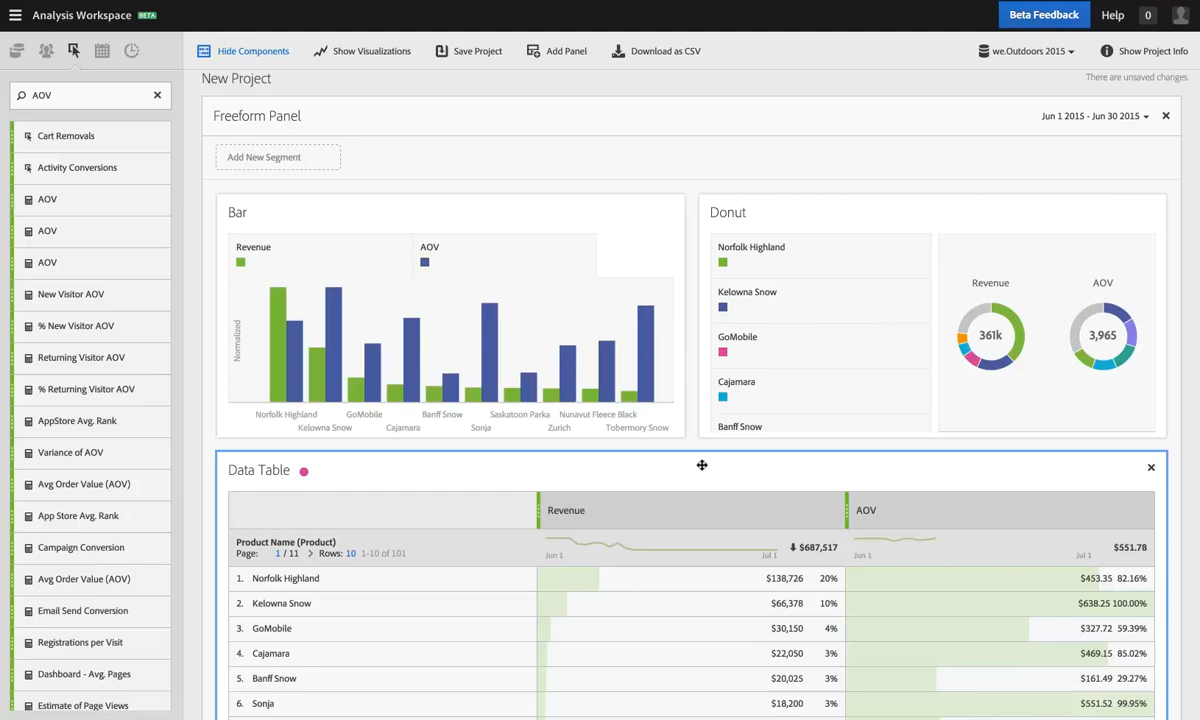 Analysis Workspace BETA
Beta Feedback Help 0
Hide Components Show Visualizations Save Project Add Panel Download as CSV we.Outdoors 2015 Show Project Info
New Project
There are unsaved changes.
AOV
Cart Removals
Activity Conversions
AOV
AOV
AOV
New Visitor AOV
% New Visitor AOV
Returning Visitor AOV
% Returning Visitor AOV
AppStore Avg. Rank
Variance of AOV
Avg Order Value (AOV)
App Store Avg. Rank
Campaign Conversion
Avg Order Value (AOV)
Email Send Conversion
Registrations per Visit
Dashboard - Avg. Pages
Estimate of Page Views
Freeform Panel
Jun 1 2015 - Jun 30 2015
Add New Segment
Bar
Revenue AOV
Normalized
Norfolk Highland GoMobile Banff Snow Saskatoon Parka Nunavut Fleece Black
Kelowna Snow Cajamara Sonja Zurich Tobermory Snow
Donut
Norfolk Highland
Kelowna Snow
GoMobile
Cajamara
Banff Snow
Revenue AOV
361k 3,965
Data Table
Revenue AOV
Product Name (Product)
Page: 1 / 11 Rows: 10 1-10 of 101
Jun 1 Jul 1 $687,517 Jun 1 Jul 1 $551.78
1. Norfolk Highland $138,726 20% $453.35 82.16%
2. Kelowna Snow $66,378 10% $638.25 100.00%
3. GoMobile $30,150 4% $327.72 59.39%
4. Cajamara $22,050 3% $469.15 85.02%
5. Banff Snow $20,025 3% $161.49 29.27%
6. Sonja $18,200 3% $551.52 99.95%